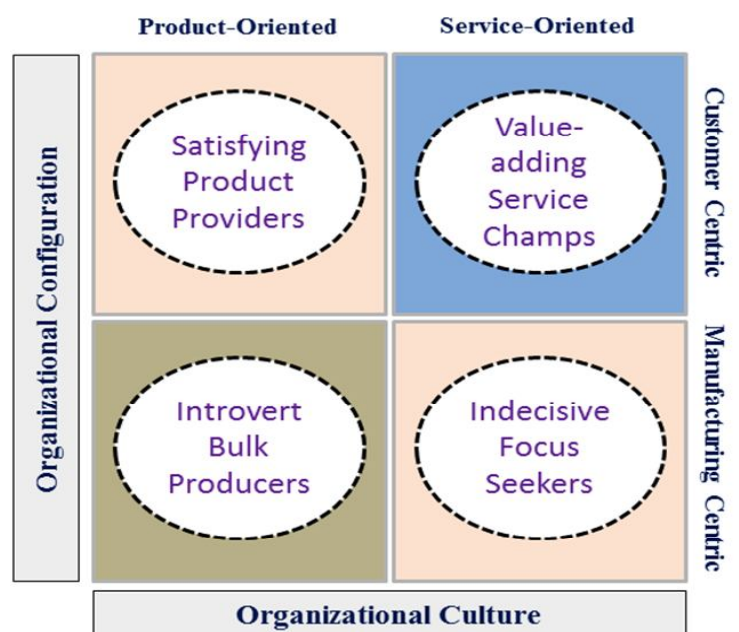 Product-Oriented
Service-Oriented
Organizational Configuration
Satisfying
Product
Providers
Value-
adding
Service
Champs
Customer Centric
Introvert
Bulk
Producers
Indecisive
Focus
Seekers
Manufacturing Centric
Organizational Culture